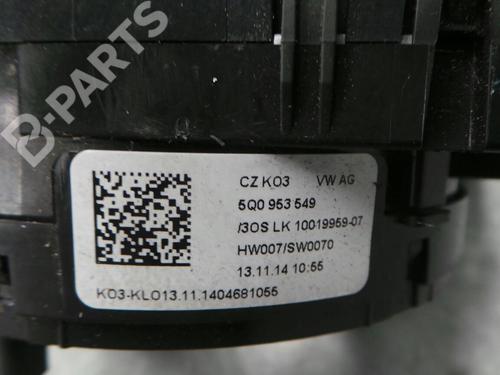 B-PARTS
CZ K03 VW AG
5Q0 953 549
/3OS LK 10019959-07
HW007/SW0070
13.11.14 10:55
K03-KLO13.11.1404681055